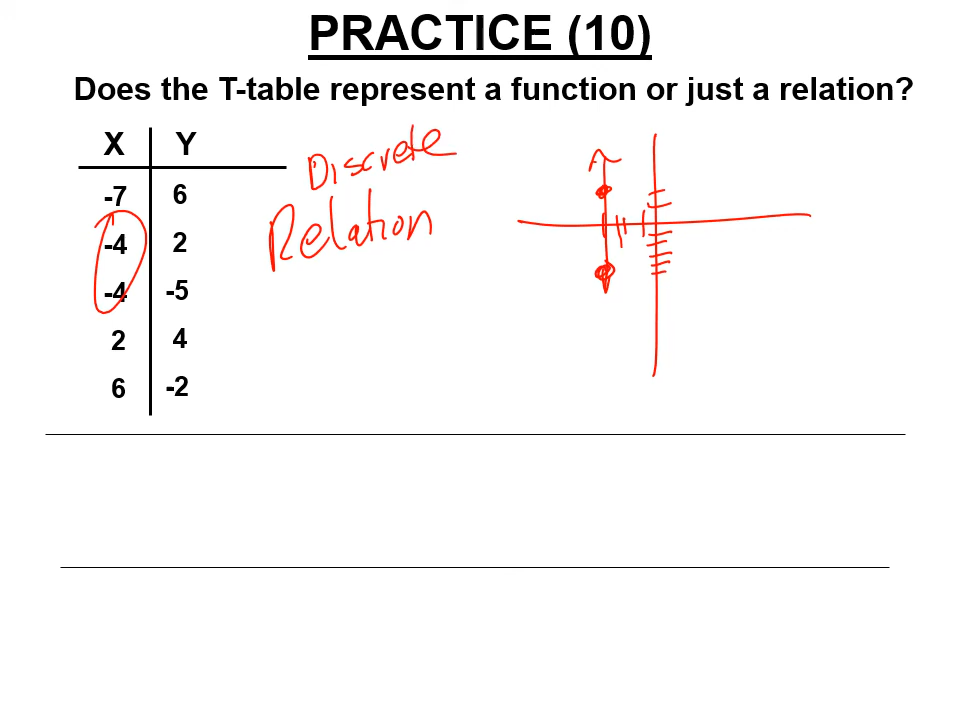 PRACTICE (10)
Does the T-table represent a function or just a relation?
X Y
-7 6
-4 2
-4 -5
2 4
6 -2
Discrete
Relation